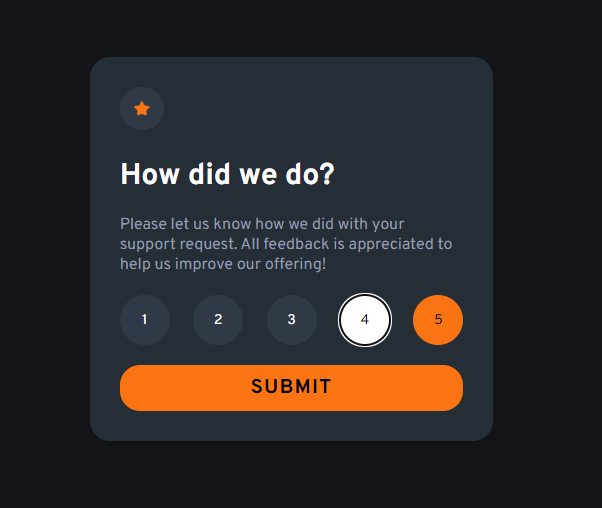 How did we do?
Please let us know how we did with your
support request. All feedback is appreciated to
help us improve our offering!
1 2 3 4 5
SUBMIT